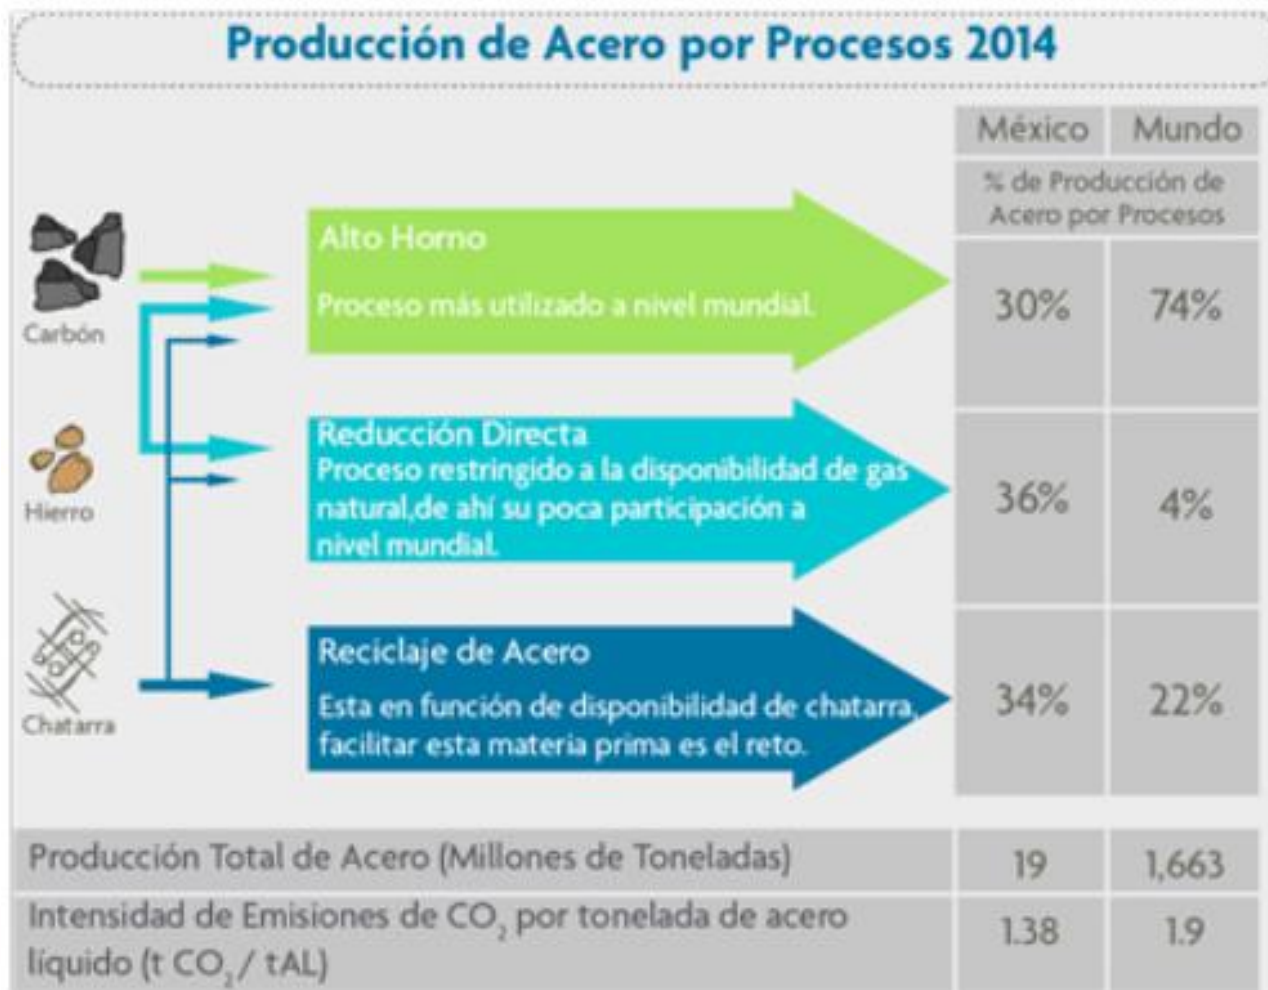 Producción de Acero por Procesos 2014
México Mundo
% de Producción de
Acero por Procesos
Carbón
Alto Horno
Proceso más utilizado a nivel mundial.
30% 74%
Hierro
Reducción Directa
Proceso restringido a la disponibilidad de gas
natural,de ahí su poca participación a
nivel mundial.
36% 4%
Chatarra
Reciclaje de Acero
Esta en función de disponibilidad de chatarra,
facilitar esta materia prima es el reto.
34% 22%
Producción Total de Acero (Millones de Toneladas) 19 1,663
Intensidad de Emisiones de CO₂ por tonelada de acero
líquido (t CO₂/ tAL) 1.38 1.9